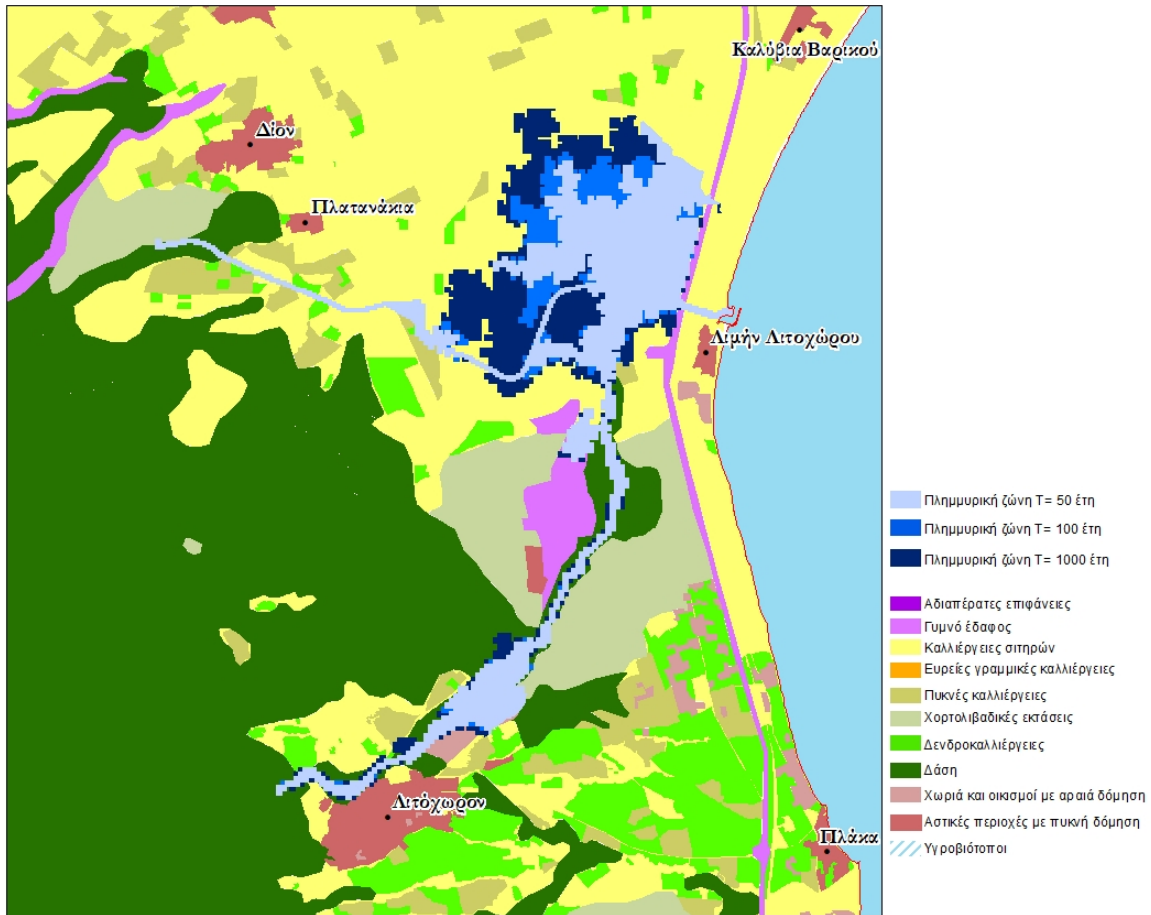 Καλύβια Βαρικού
Δίον
Πλατανάκια
Λιμήν Λιτοχώρου
Λιτόχωρον
Πλάκα
Πλημμυρική ζώνη T= 50 έτη
Πλημμυρική ζώνη T= 100 έτη
Πλημμυρική ζώνη T= 1000 έτη
Αδιαπέρατες επιφάνειες
Γυμνό έδαφος
Καλλιέργειες σιτηρών
Ευρείες γραμμικές καλλιέργειες
Πυκνές καλλιέργειες
Χορτολιβαδικές εκτάσεις
Δενδροκαλλιέργειες
Δάση
Χωριά και οικισμοί με αραιά δόμηση
Αστικές περιοχές με πυκνή δόμηση
Υγροβιότοποι